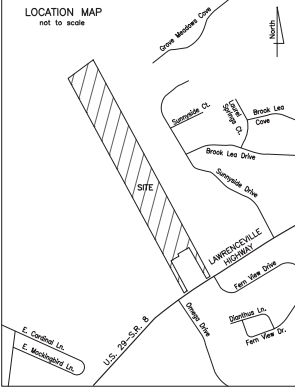 LOCATION MAP
not to scale
North
Grove Meadows Cove
Sunnyside Ct.
Laurel
Springs Ct.
Brook Lea
Cove
Brook Lea Drive
Sunnyside Drive
SITE
LAWRENCEVILLE
HIGHWAY
Fern View Drive
Omega Drive
Dianthus Ln.
Fern View Dr.
U.S. 29-S.R. 8
E. Cardinal Ln.
E. Mockingbird Ln.